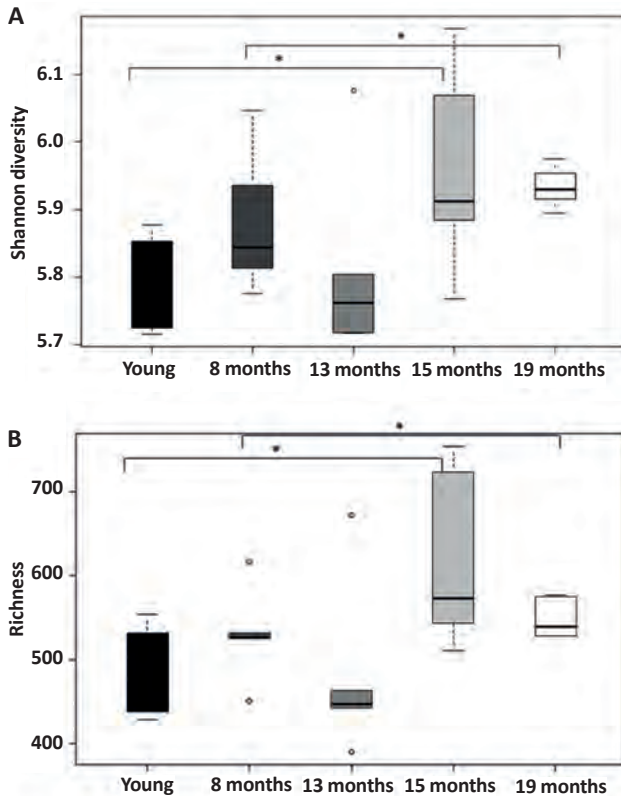 A
*
*
6.1
6.0
5.9
5.8
5.7
Shannon diversity
Young 8 months 13 months 15 months 19 months
B
*
*
700
600
500
400
Richness
Young 8 months 13 months 15 months 19 months